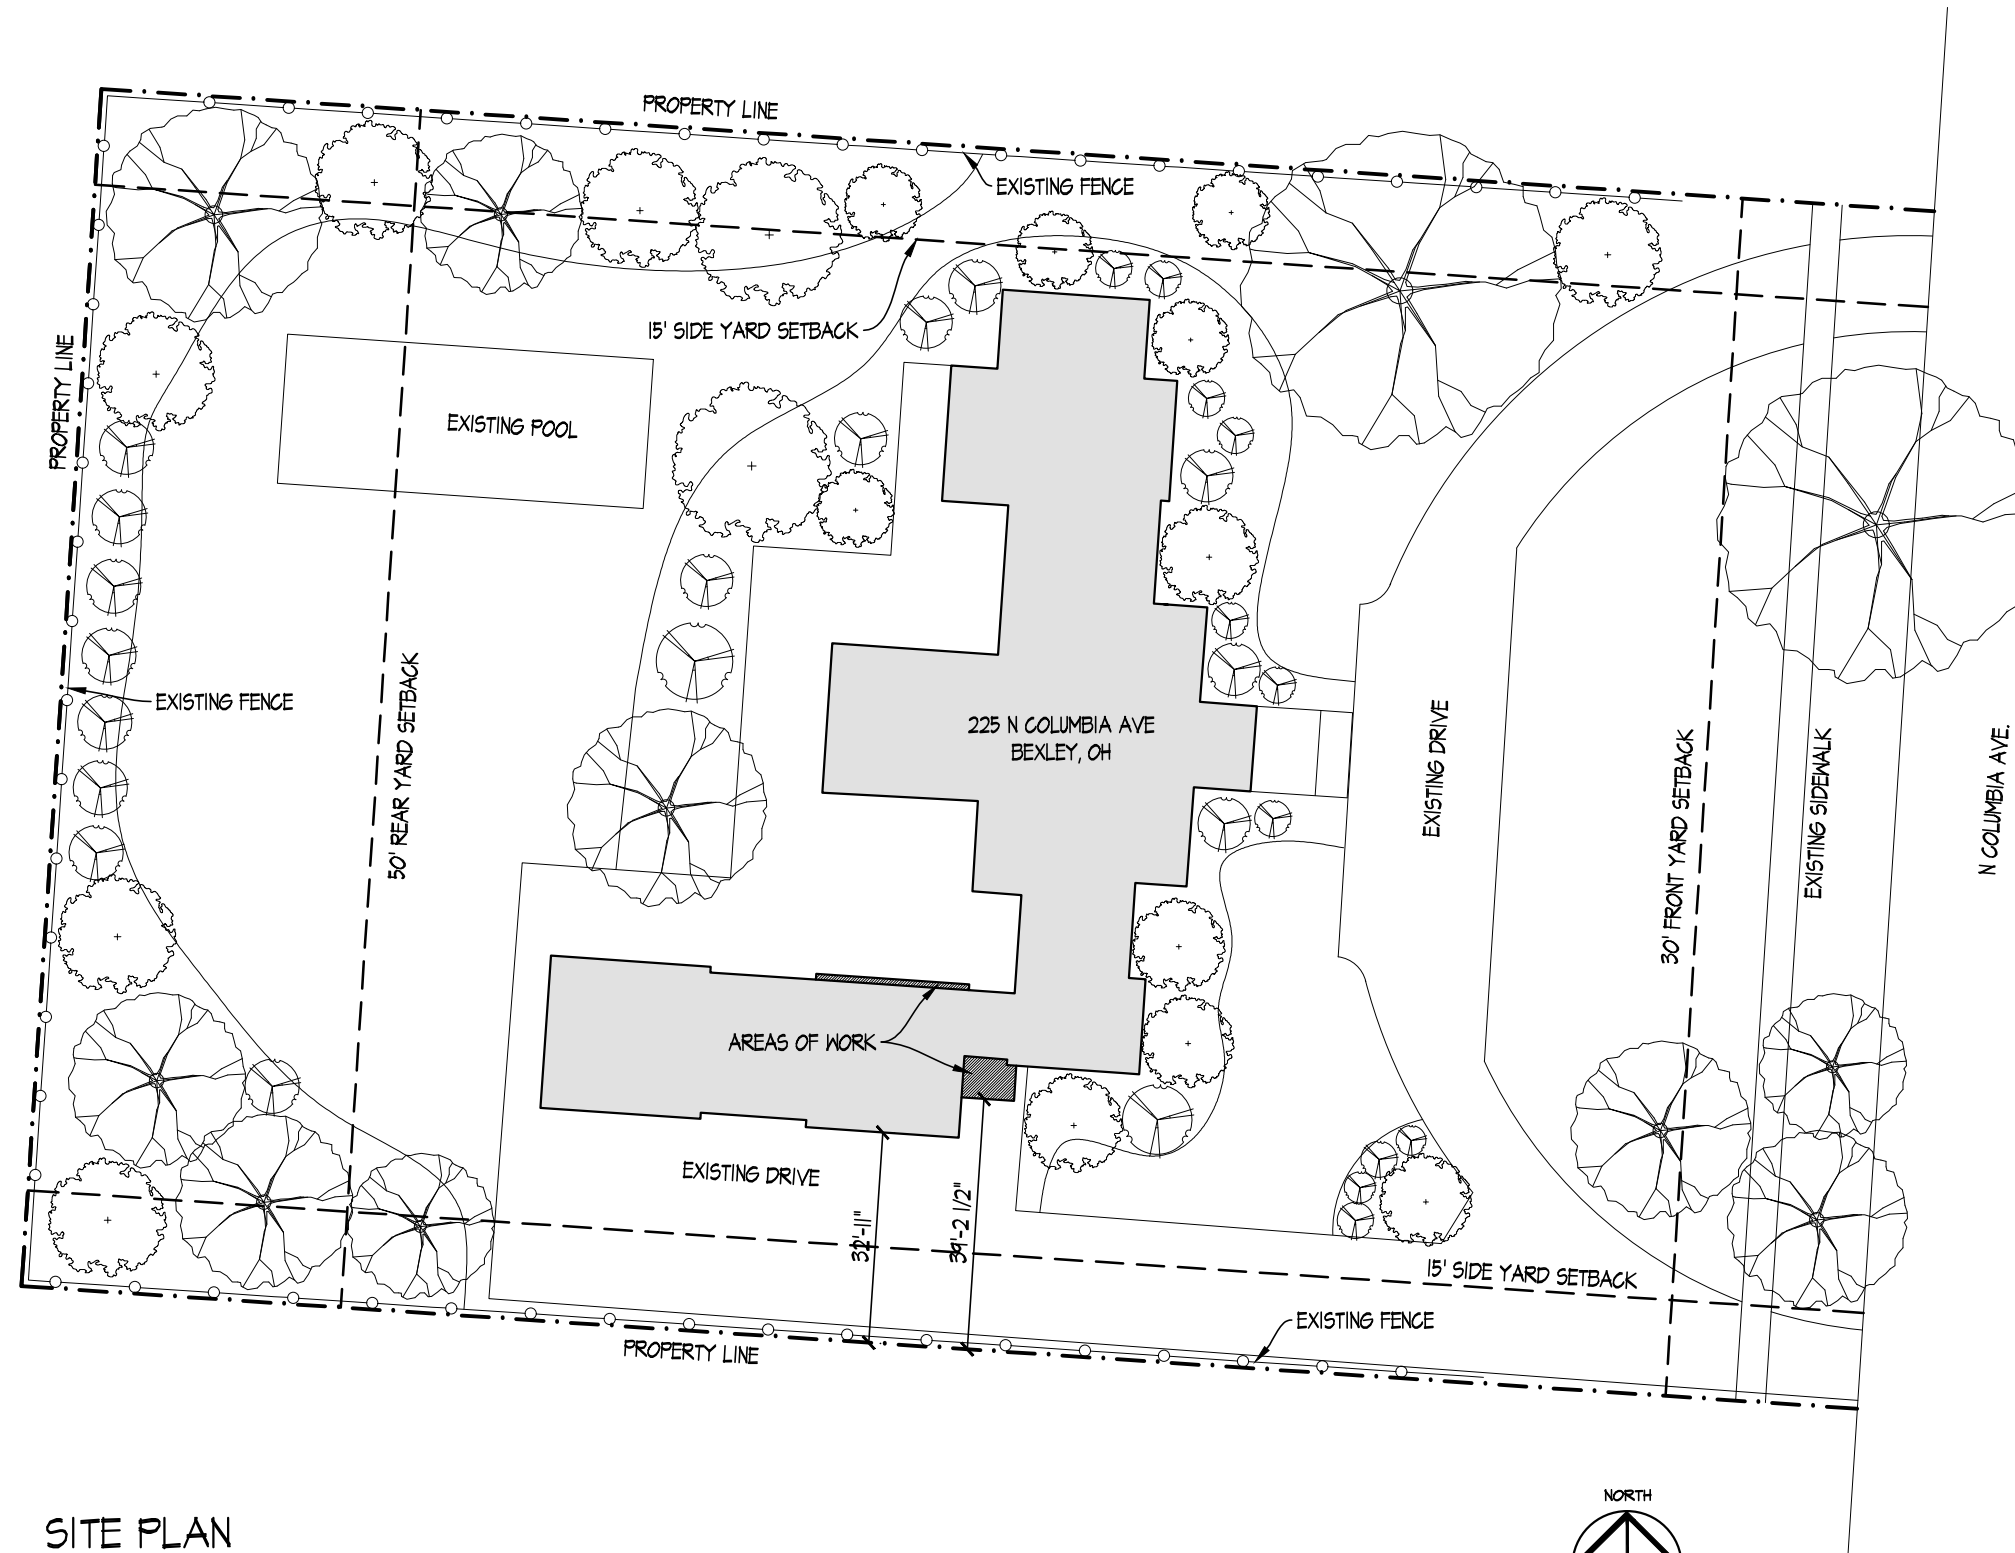 PROPERTY LINE
EXISTING FENCE
15' SIDE YARD SETBACK
PROPERTY LINE
EXISTING POOL
EXISTING FENCE
50' REAR YARD SETBACK
225 N COLUMBIA AVE
BEXLEY, OH
EXISTING DRIVE
30' FRONT YARD SETBACK
EXISTING SIDEWALK
N COLUMBIA AVE.
AREAS OF WORK
EXISTING DRIVE
32'-11"
39'-2 1/2"
15' SIDE YARD SETBACK
EXISTING FENCE
PROPERTY LINE
NORTH
SITE PLAN